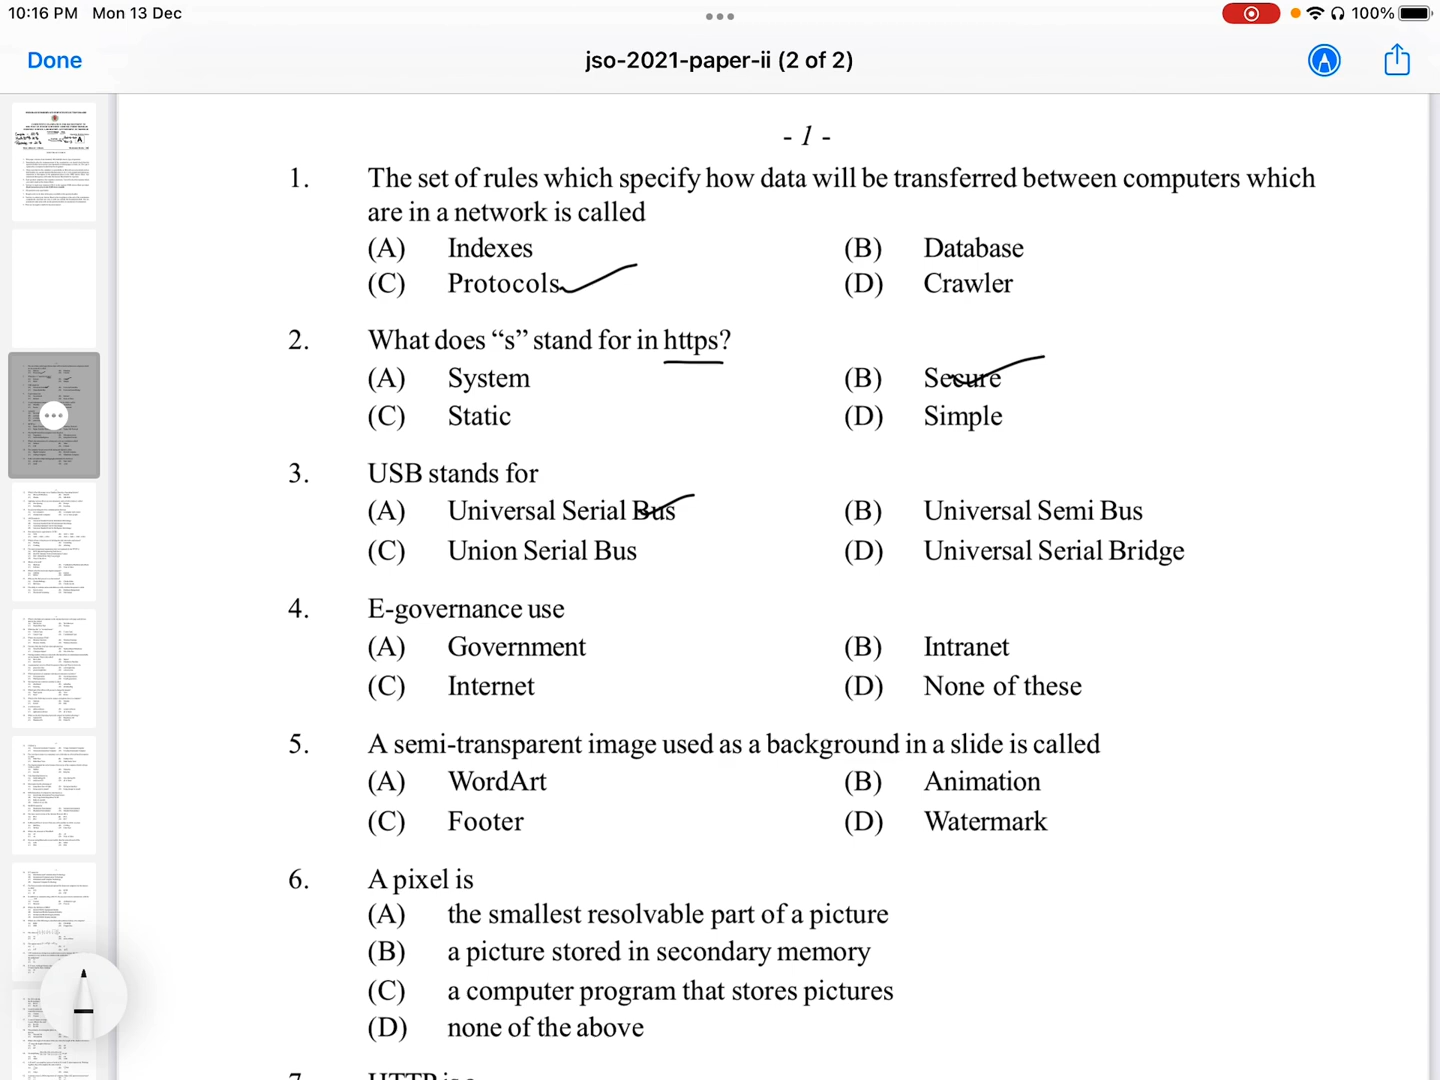 10:16 PM Mon 13 Dec
100%
Done
jso-2021-paper-ii (2 of 2)
- 1 -
1. The set of rules which specify how data will be transferred between computers which
are in a network is called
(A) Indexes (B) Database
(C) Protocols (D) Crawler
2. What does “s” stand for in https?
(A) System (B) Secure
(C) Static (D) Simple
3. USB stands for
(A) Universal Serial Bus (B) Universal Semi Bus
(C) Union Serial Bus (D) Universal Serial Bridge
4. E-governance use
(A) Government (B) Intranet
(C) Internet (D) None of these
5. A semi-transparent image used as a background in a slide is called
(A) WordArt (B) Animation
(C) Footer (D) Watermark
6. A pixel is
(A) the smallest resolvable part of a picture
(B) a picture stored in secondary memory
(C) a computer program that stores pictures
(D) none of the above